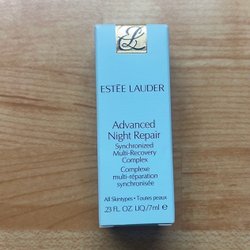 ESTĒE LAUDER
Advanced
Night Repair
Synchronized
Multi-Recovery
Complex
Complexe
multi-réparation
synchronisée
All Skintypes • Toutes peaux
.23 FL. OZ. LIQ./7ml ℮